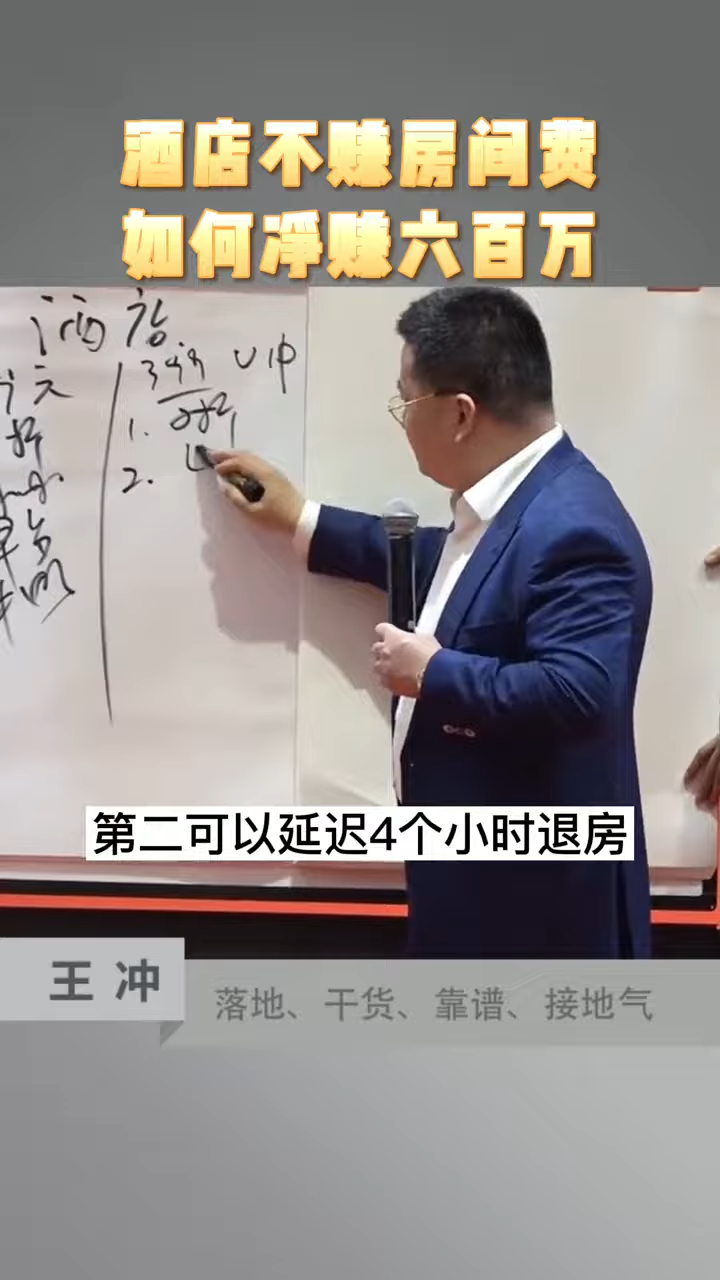 酒店不赚房间费
如何净赚六百万
酒店
399 VIP
1.
2.
第二可以延迟4个小时退房
王冲
落地、干货、靠谱、接地气